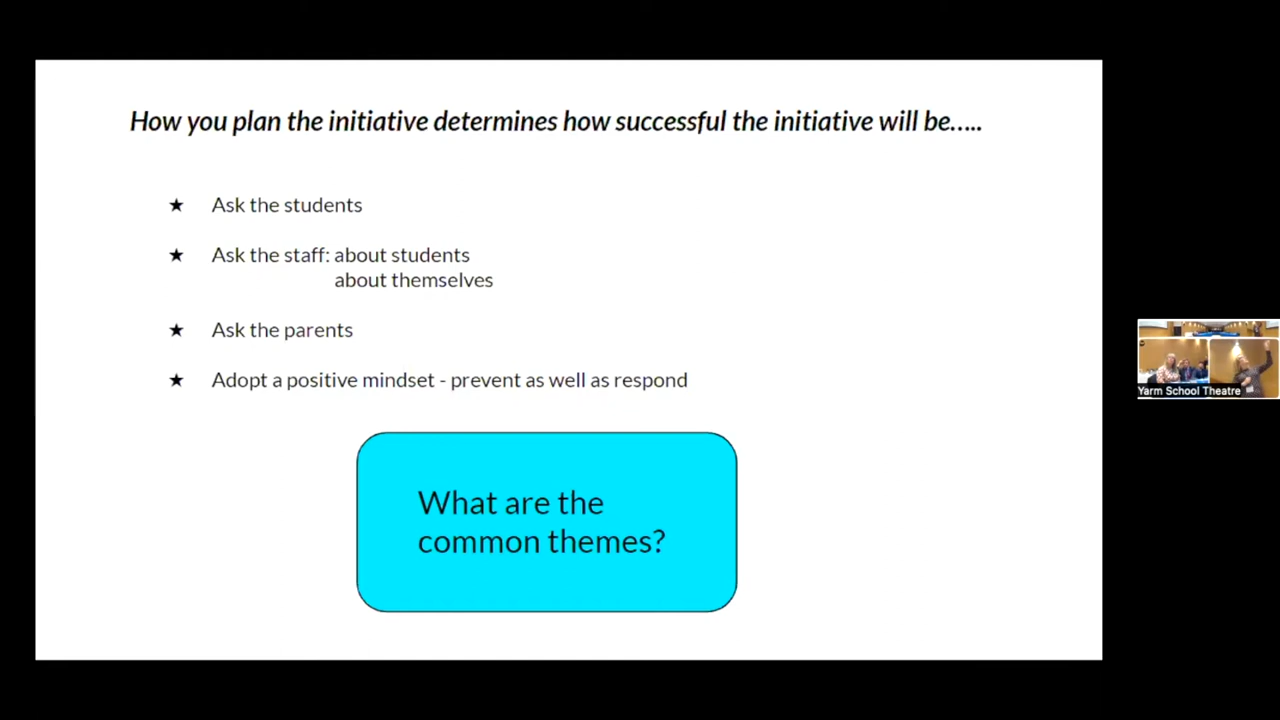 How you plan the initiative determines how successful the initiative will be.....
★ Ask the students
★ Ask the staff: about students
about themselves
★ Ask the parents
★ Adopt a positive mindset - prevent as well as respond
What are the
common themes?
Yarm School Theatre